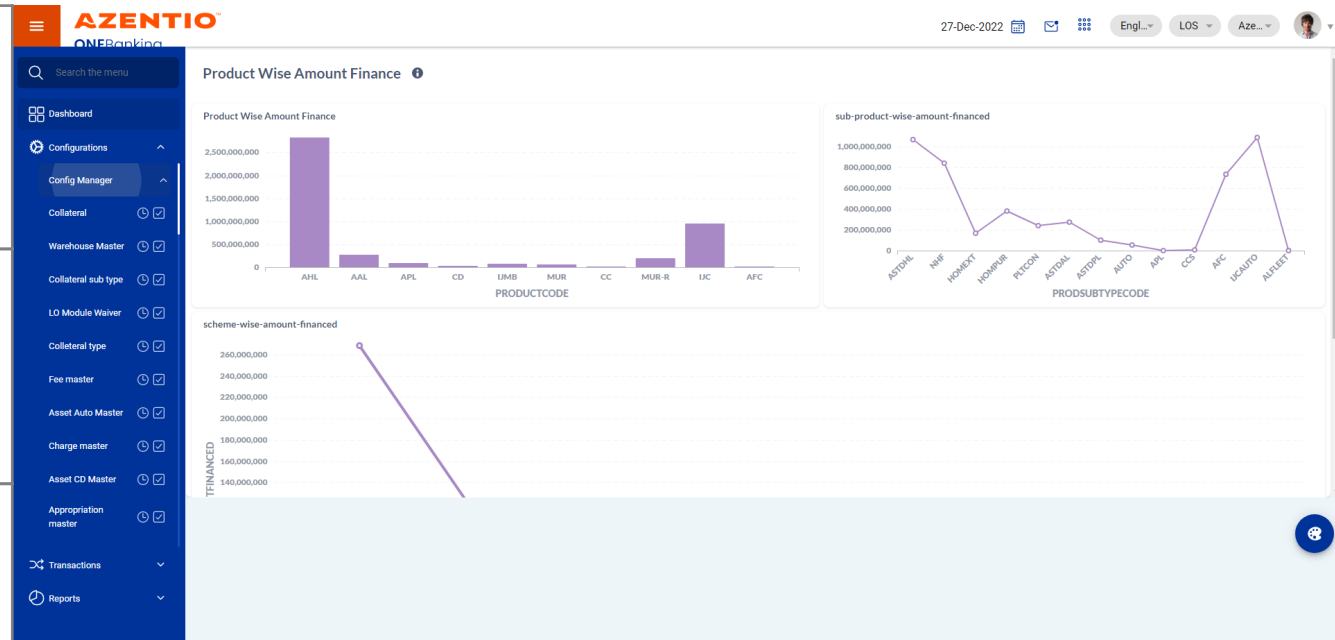 AZENTIO
ONEBanking
27-Dec-2022
Engl...
LOS
Aze...
Search the menu
Dashboard
Configurations
Config Manager
Collateral
Warehouse Master
Collateral sub type
LO Module Waiver
Colleteral type
Fee master
Asset Auto Master
Charge master
Asset CD Master
Appropriation
master
Transactions
Reports
Product Wise Amount Finance
Product Wise Amount Finance
2,500,000,000
2,000,000,000
1,500,000,000
1,000,000,000
500,000,000
0
AHL AAL APL CD IJMB MUR CC MUR-R IJC AFC
PRODUCTCODE
sub-product-wise-amount-financed
1,000,000,000
800,000,000
600,000,000
400,000,000
200,000,000
0
ASTDHL NHF HOMEXT HOMPUR PLTCON ASTDAL ASTDPL AUTO APL CCS AFC IJCAUTO ALFLEET
PRODSUBTYPECODE
scheme-wise-amount-financed
260,000,000
240,000,000
220,000,000
200,000,000
180,000,000
160,000,000
140,000,000
TFINANCED